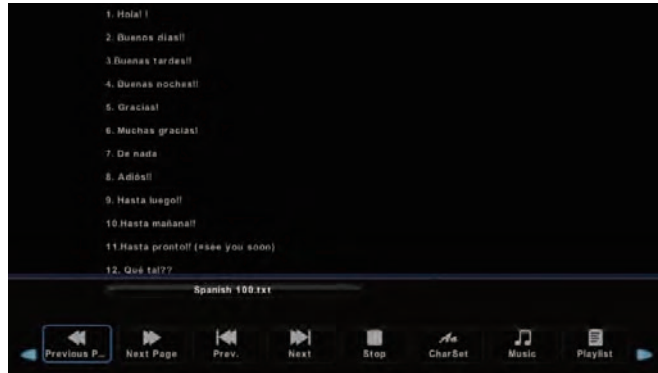 1. Hola! !
2. Buenos días!!
3.Buenas tardes!!
4. Buenas noches!!
5. Gracias!
6. Muchas gracias!
7. De nada
8. Adiós!!
9. Hasta luego!!
10.Hasta mañana!!
11.Hasta pronto!! (=see you soon)
12. Qué tal??
Spanish 100.txt
Previous P... Next Page Prev. Next Stop CharSet Music Playlist